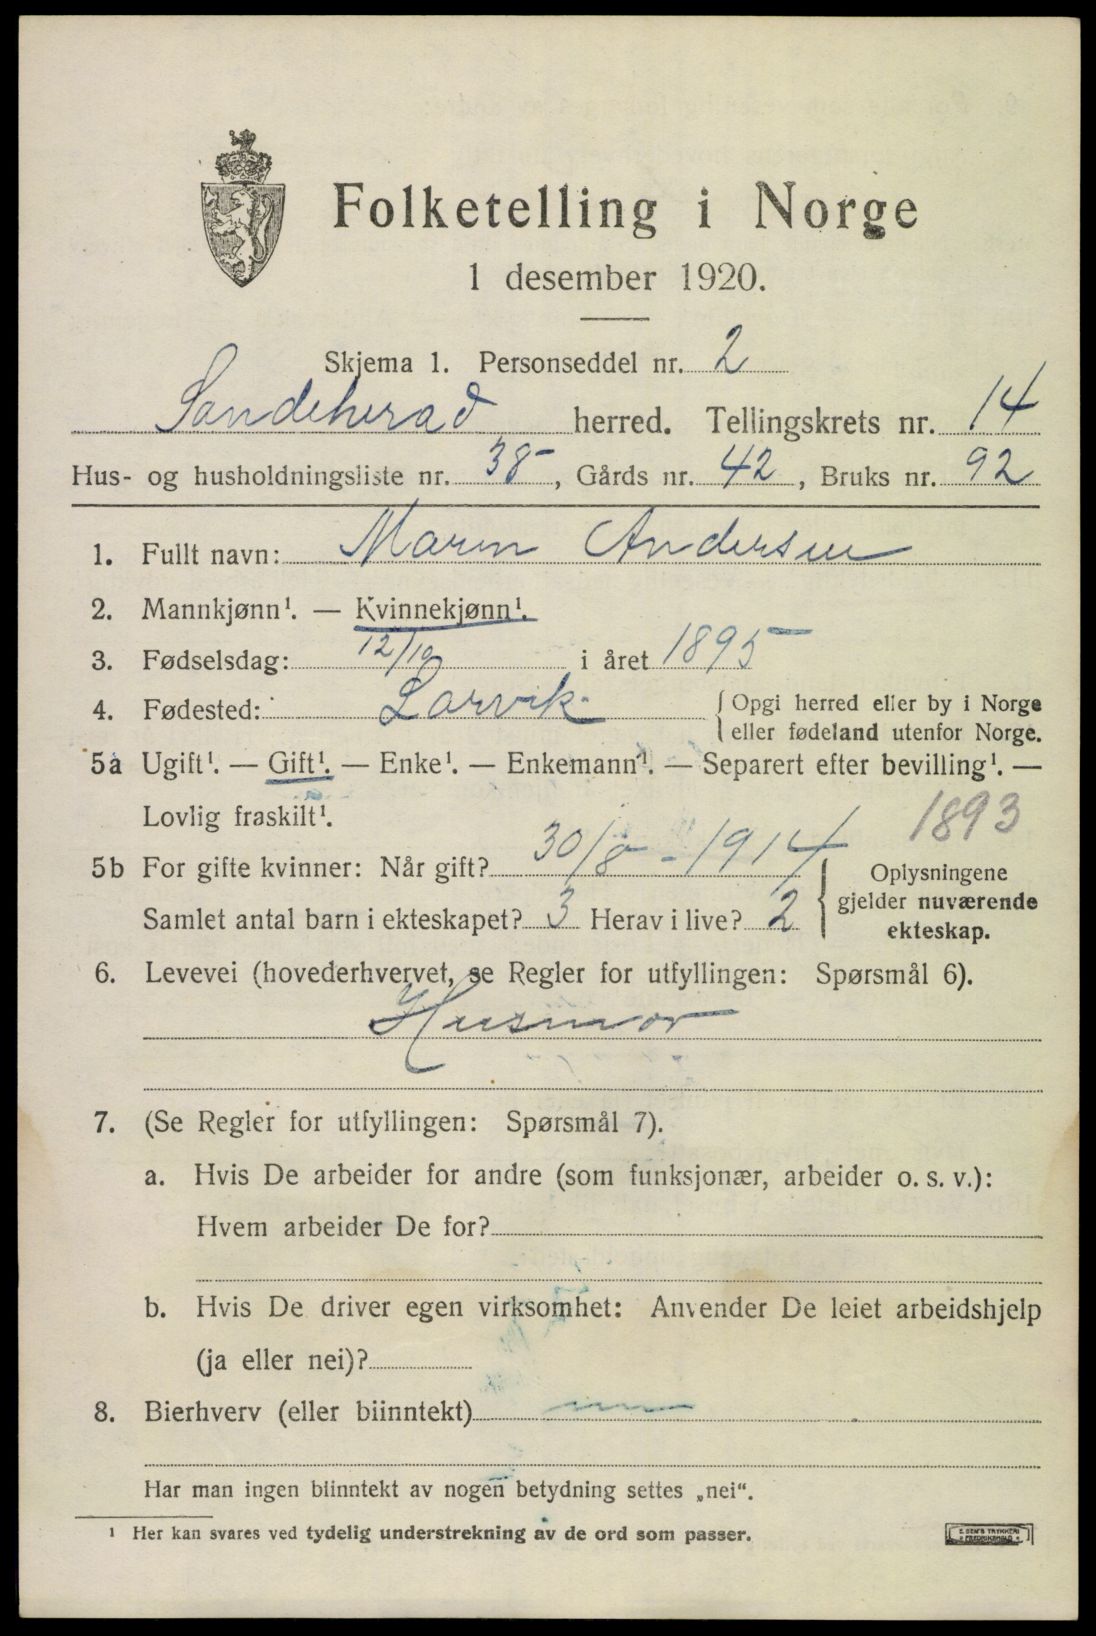 Folketelling i Norge
1 desember 1920.
Skjema 1. Personseddel nr. 2
Sandeherad herred. Tellingskrets nr. 14
Hus- og husholdningsliste nr. 38, Gårds nr. 42, Bruks nr. 92
1. Fullt navn: Maren Andersen
2. Mannkjønn¹. — Kvinnekjønn¹.
3. Fødselsdag: 12/10 i året 1895
4. Fødested: Larvik
{ Opgi herred eller by i Norge
eller fødeland utenfor Norge.
5a Ugift¹. — Gift¹. — Enke¹. — Enkemann¹. — Separert efter bevilling¹. —
Lovlig fraskilt¹.
1893
5b For gifte kvinner: Når gift? 30/8 - 1914
Samlet antal barn i ekteskapet? 3 Herav i live? 2
{ Oplysningene
gjelder nuværende
ekteskap.
6. Levevei (hovederhvervet, se Regler for utfyllingen: Spørsmål 6).
Husmor
7. (Se Regler for utfyllingen: Spørsmål 7).
a. Hvis De arbeider for andre (som funksjonær, arbeider o. s. v.):
Hvem arbeider De for?
b. Hvis De driver egen virksomhet: Anvender De leiet arbeidshjelp
(ja eller nei)?
8. Bierhverv (eller biinntekt)
Har man ingen biinntekt av nogen betydning settes „nei“.
¹ Her kan svares ved tydelig understrekning av de ord som passer.
E. SEM'S TRYKKERI
FREDRIKSHALD